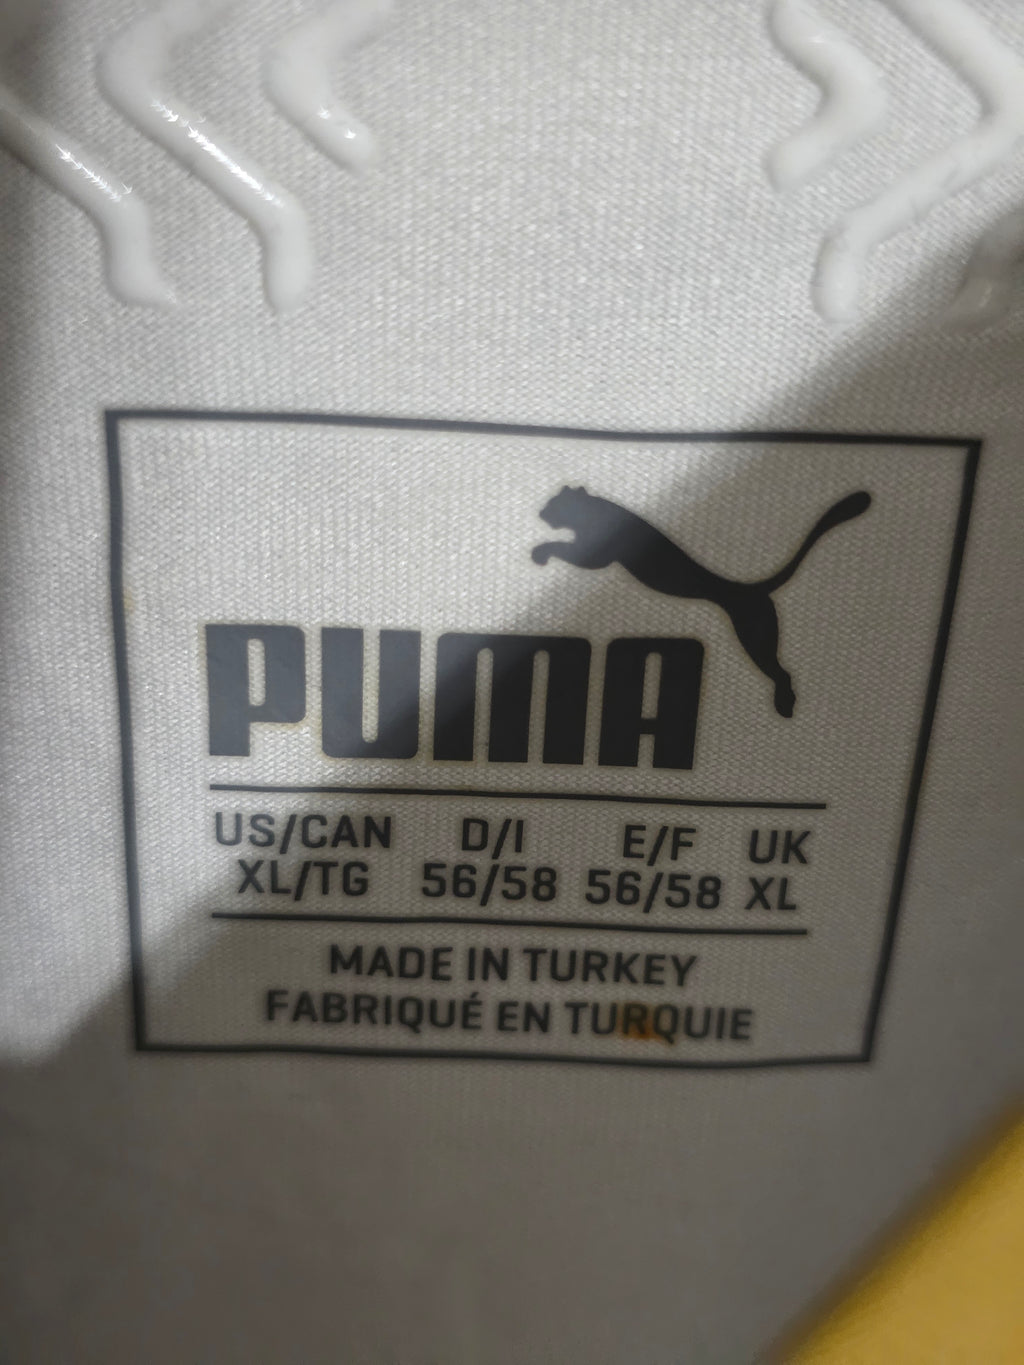 PUMA
US/CAN D/I E/F UK
XL/TG 56/58 56/58 XL
MADE IN TURKEY
FABRIQUÉ EN TURQUIE